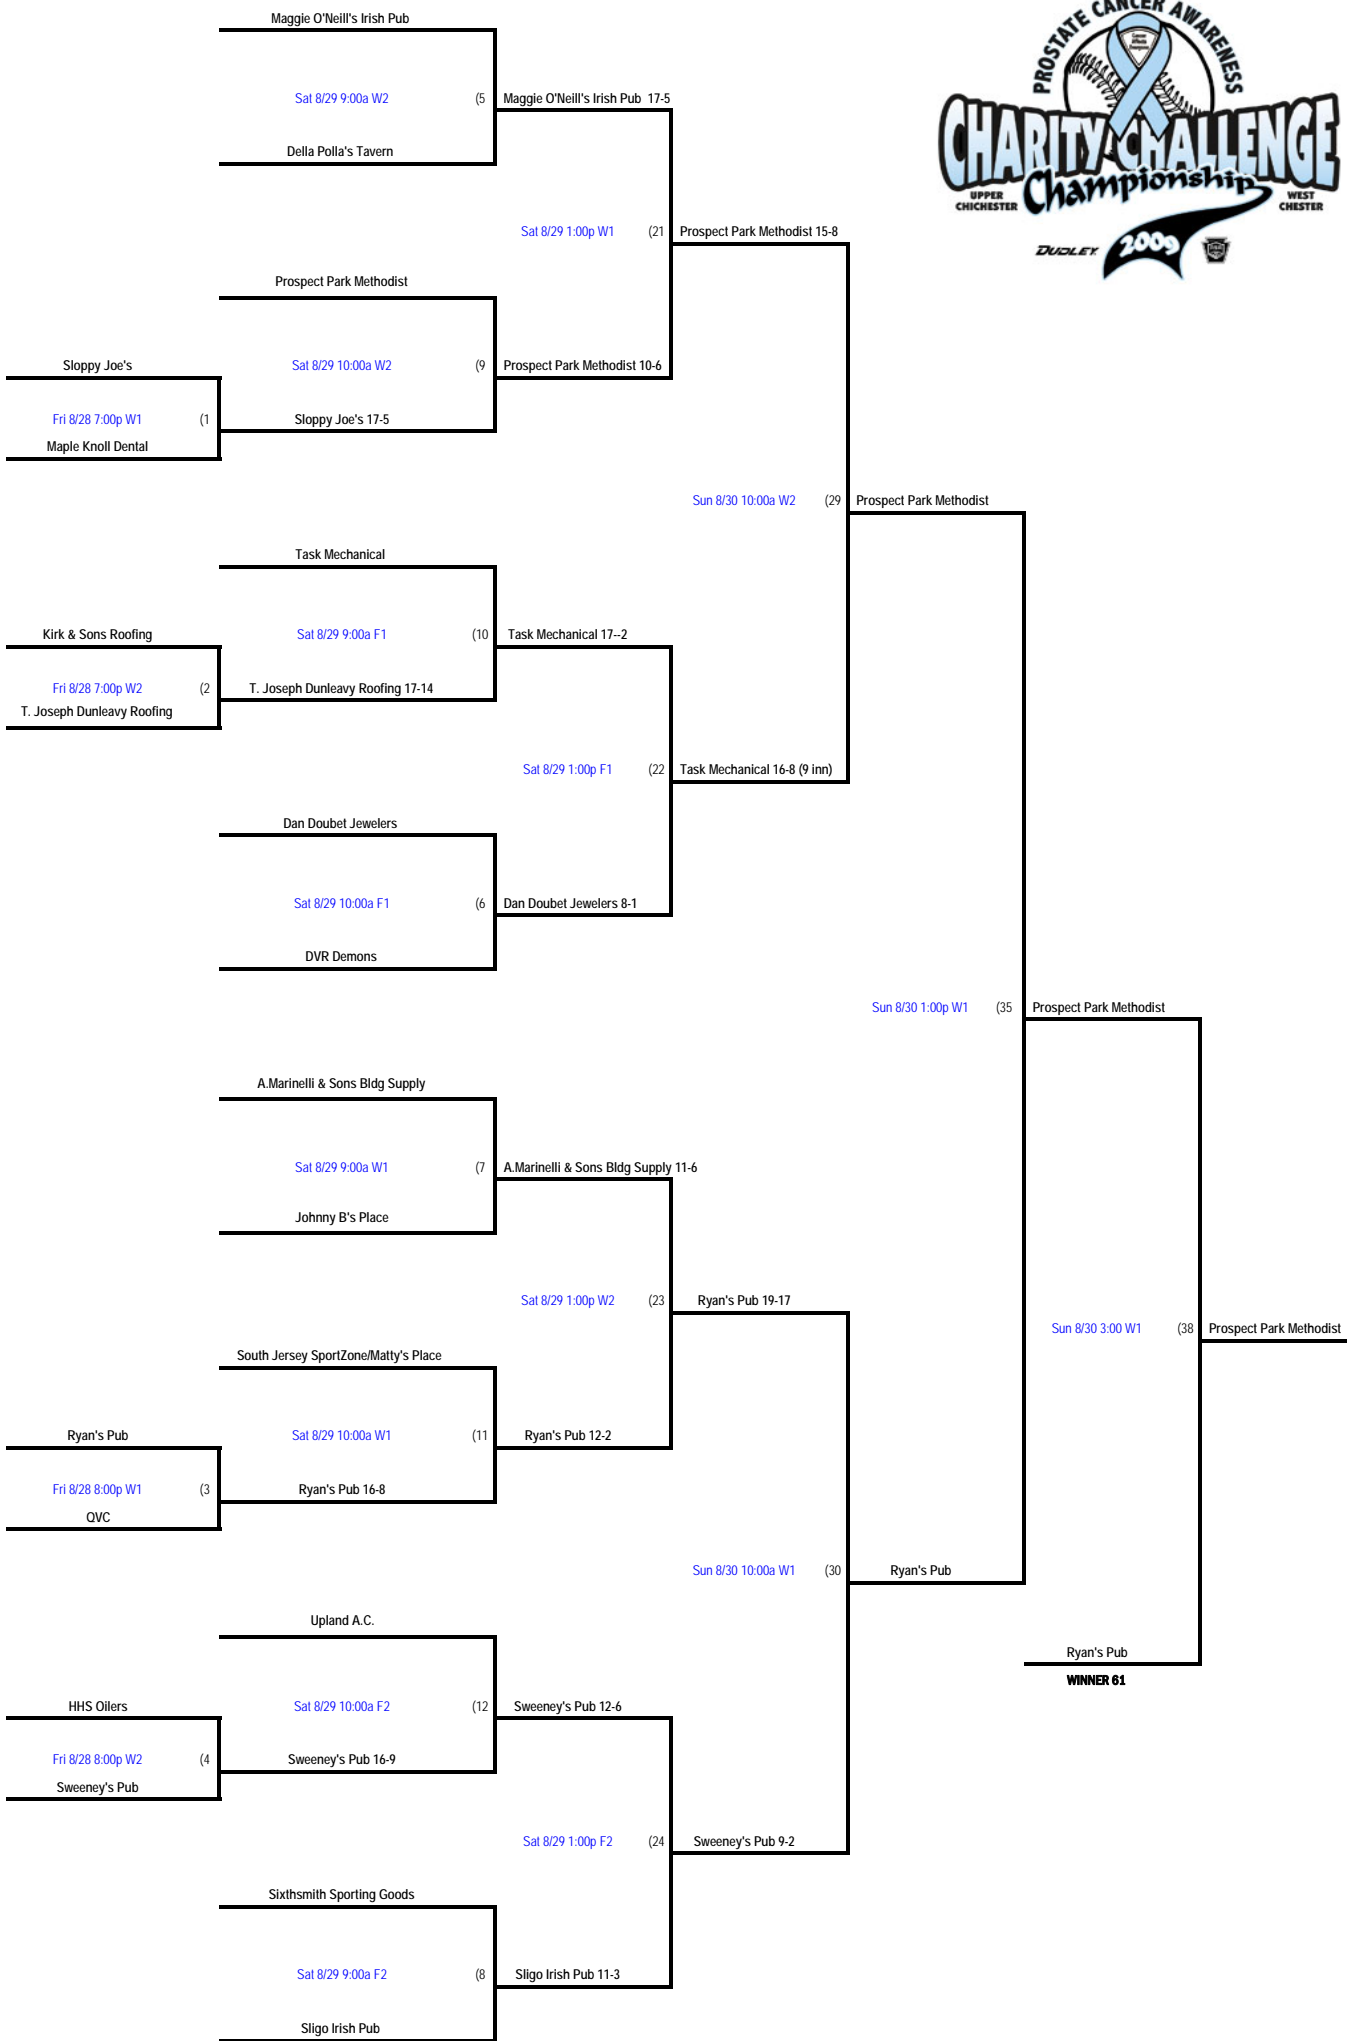 Maggie O'Neill's Irish Pub
PROSTATE CANCER AWARENESS
CHARITY CHALLENGE
Championship
UPPER CHICHESTER
WEST CHESTER
DUDLEY
2009
Sat 8/29 9:00a W2 (5 Maggie O'Neill's Irish Pub 17-5
Della Polla's Tavern
Sat 8/29 1:00p W1 (21 Prospect Park Methodist 15-8
Prospect Park Methodist
Sloppy Joe's
Sat 8/29 10:00a W2 (9 Prospect Park Methodist 10-6
Fri 8/28 7:00p W1 (1 Sloppy Joe's 17-5
Maple Knoll Dental
Sun 8/30 10:00a W2 (29 Prospect Park Methodist
Task Mechanical
Kirk & Sons Roofing
Sat 8/29 9:00a F1 (10 Task Mechanical 17--2
Fri 8/28 7:00p W2 (2 T. Joseph Dunleavy Roofing 17-14
T. Joseph Dunleavy Roofing
Sat 8/29 1:00p F1 (22 Task Mechanical 16-8 (9 inn)
Dan Doubet Jewelers
Sat 8/29 10:00a F1 (6 Dan Doubet Jewelers 8-1
DVR Demons
Sun 8/30 1:00p W1 (35 Prospect Park Methodist
A.Marinelli & Sons Bldg Supply
Sat 8/29 9:00a W1 (7 A.Marinelli & Sons Bldg Supply 11-6
Johnny B's Place
Sat 8/29 1:00p W2 (23 Ryan's Pub 19-17
Sun 8/30 3:00 W1 (38 Prospect Park Methodist
South Jersey SportZone/Matty's Place
Ryan's Pub
Sat 8/29 10:00a W1 (11 Ryan's Pub 12-2
Fri 8/28 8:00p W1 (3 Ryan's Pub 16-8
QVC
Sun 8/30 10:00a W1 (30 Ryan's Pub
Upland A.C.
Ryan's Pub
WINNER 61
HHS Oilers
Sat 8/29 10:00a F2 (12 Sweeney's Pub 12-6
Fri 8/28 8:00p W2 (4 Sweeney's Pub 16-9
Sweeney's Pub
Sat 8/29 1:00p F2 (24 Sweeney's Pub 9-2
Sixthsmith Sporting Goods
Sat 8/29 9:00a F2 (8 Sligo Irish Pub 11-3
Sligo Irish Pub